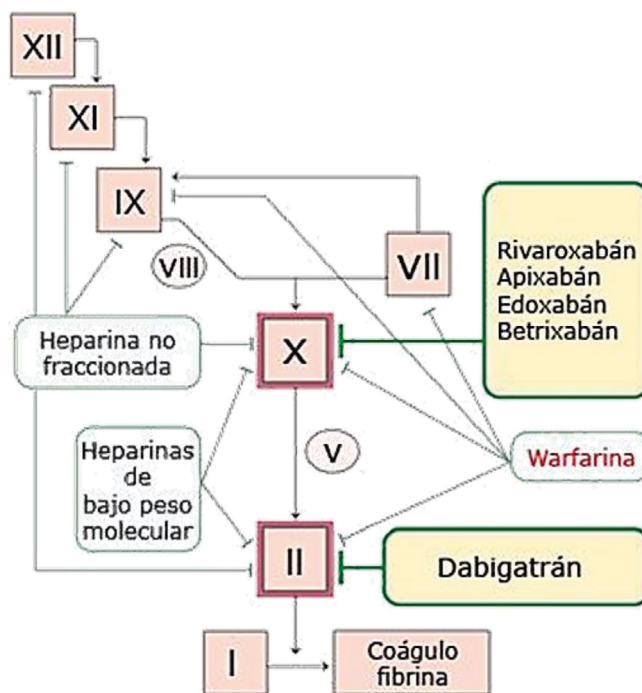 XII
XI
IX
VIII
VII
Rivaroxabán
Apixabán
Edoxabán
Betrixabán
Heparina no
fraccionada
X
Heparinas
de
bajo peso
molecular
V
Warfarina
II
Dabigatrán
I
Coágulo
fibrina